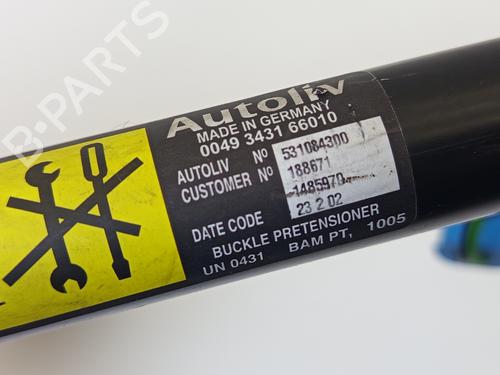 B-PARTS
Autoliv
MADE IN GERMANY
0049 3431 66010
AUTOLIV Nº 531084300
CUSTOMER Nº 188671
1485970
DATE CODE 23 2 02
BUCKLE PRETENSIONER
UN 0431 BAM PT, 1005